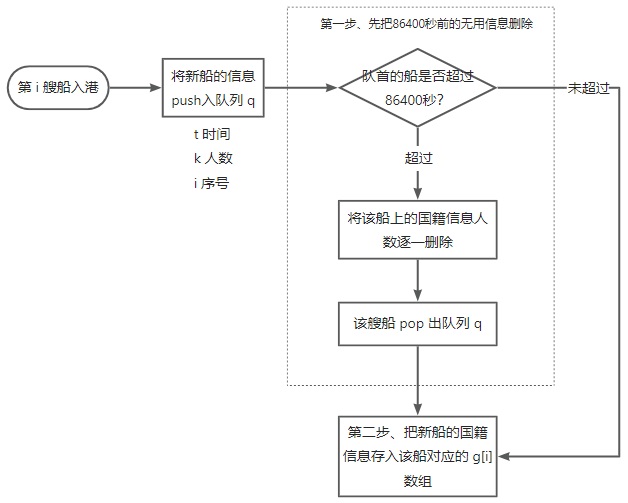 第一步、先把86400秒前的无用信息删除
第 i 艘船入港
将新船的信息
push入队列 q
t 时间
k 人数
i 序号
队首的船是否超过
86400秒?
未超过
超过
将该船上的国籍信息人
数逐一删除
该艘船 pop 出队列 q
第二步、把新船的国籍
信息存入该船对应的 g[i]
数组